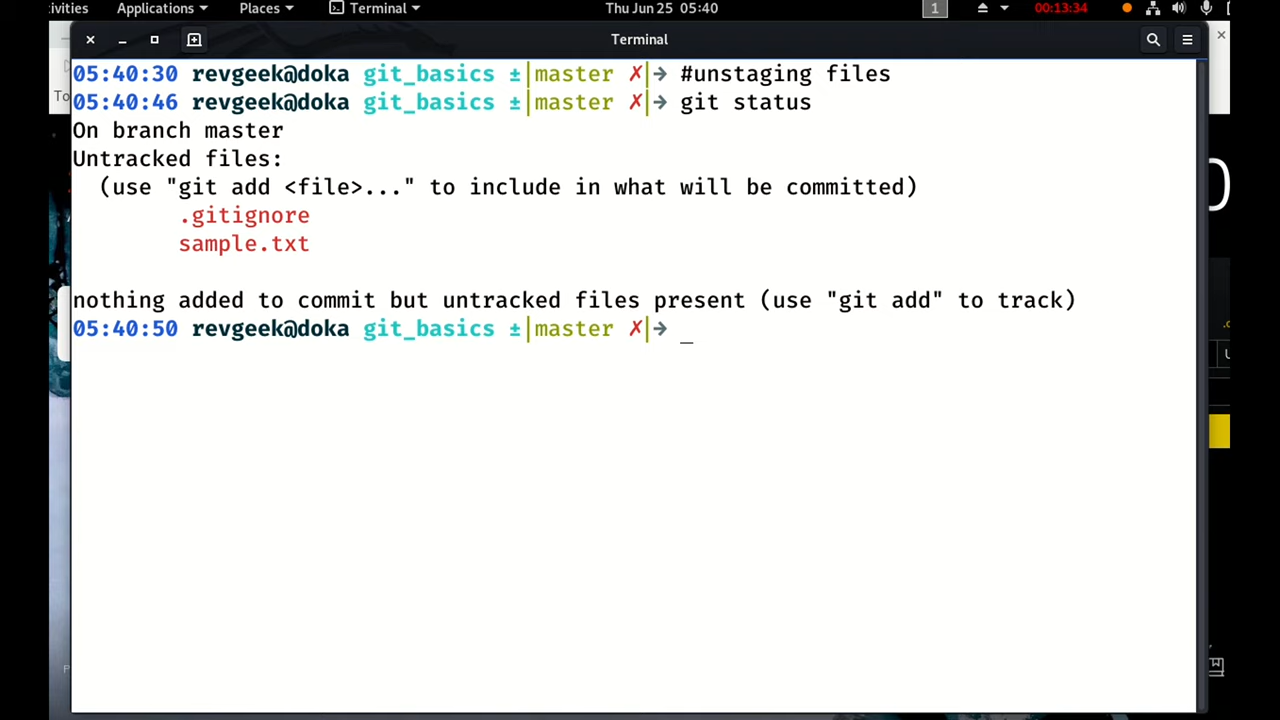 ivities Applications Places Terminal Thu Jun 25 05:40 1 00:13:34
Terminal
To
05:40:30 revgeek@doka git_basics ±|master ✗|→ #unstaging files
05:40:46 revgeek@doka git_basics ±|master ✗|→ git status
On branch master
Untracked files:
(use "git add <file>..." to include in what will be committed)
.gitignore
sample.txt
nothing added to commit but untracked files present (use "git add" to track)
05:40:50 revgeek@doka git_basics ±|master ✗|→ _